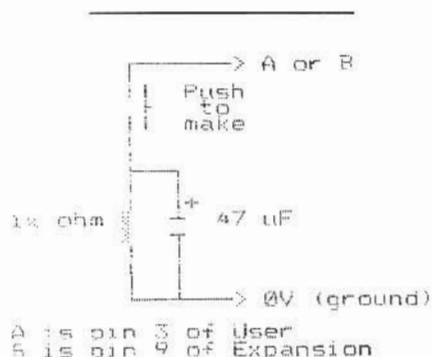 A or B
Push
to
make
1k ohm
+
47 uF
0V (ground)
A is pin 3 of User
B is pin 9 of Expansion